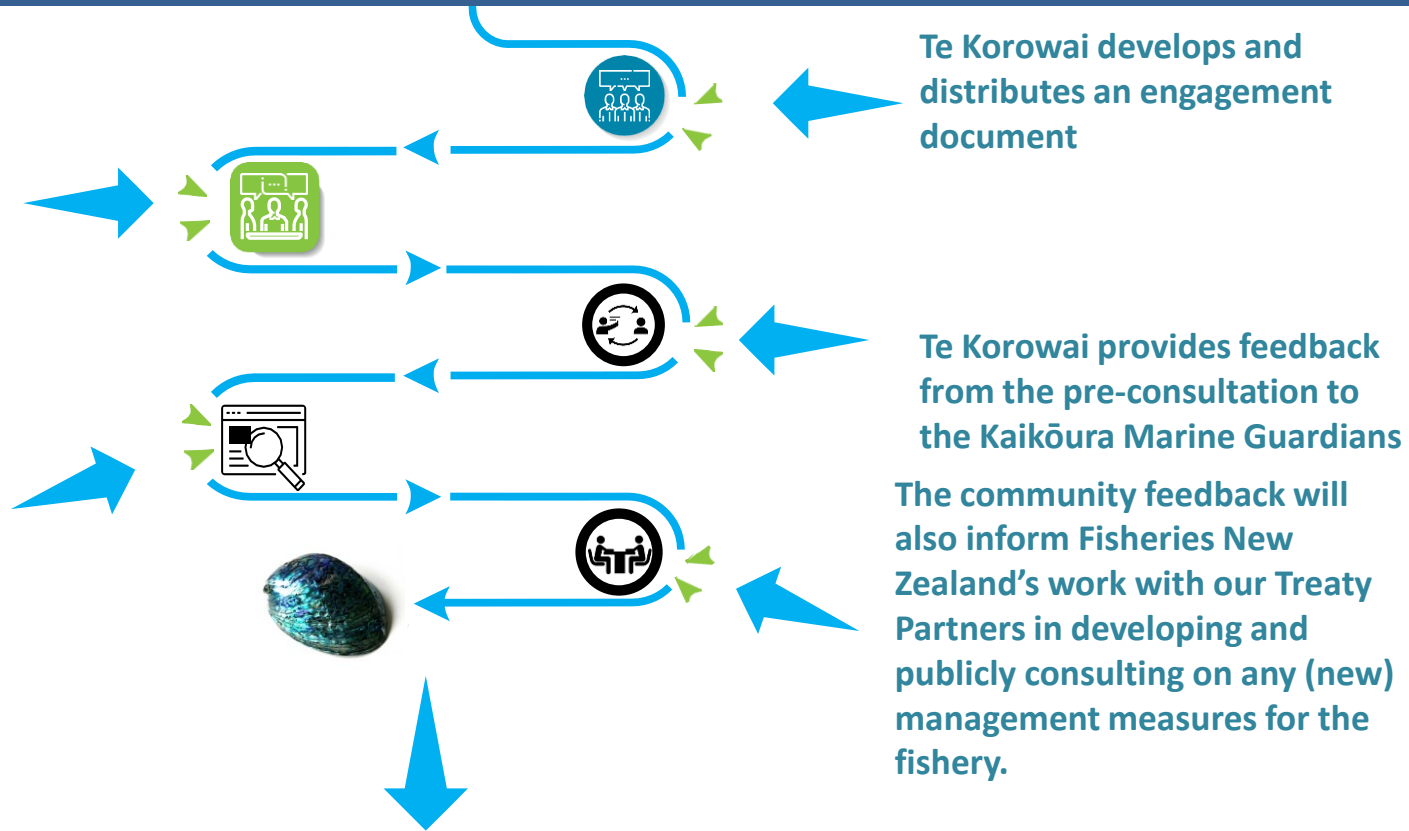 Te Korowai develops and
distributes an engagement
document
Te Korowai provides feedback
from the pre-consultation to
the Kaikōura Marine Guardians
The community feedback will
also inform Fisheries New
Zealand's work with our Treaty
Partners in developing and
publicly consulting on any (new)
management measures for the
fishery.